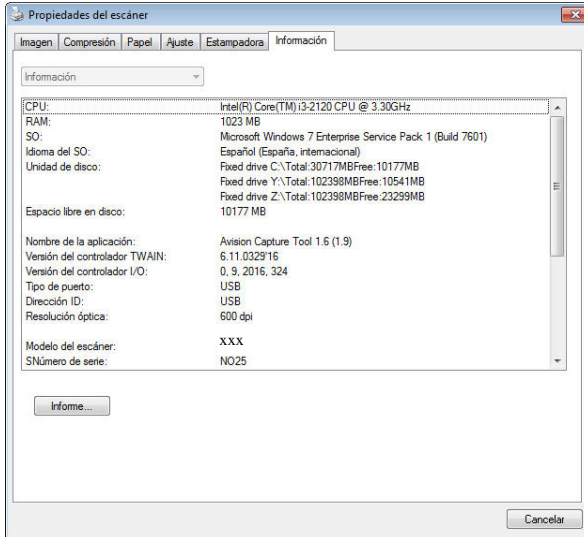 Propiedades del escáner
Imagen Compresión Papel Ajuste Estampadora Información
Información
CPU: Intel(R) Core(TM) i3-2120 CPU @ 3.30GHz
RAM: 1023 MB
SO: Microsoft Windows 7 Enterprise Service Pack 1 (Build 7601)
Idioma del SO: Español (España, internacional)
Unidad de disco: Fixed drive C:\Total:30717MBFree:10177MB
Fixed drive Y:\Total:102398MBFree:10541MB
Fixed drive Z:\Total:102398MBFree:23299MB
Espacio libre en disco: 10177 MB
Nombre de la aplicación: Avision Capture Tool 1.6 (1.9)
Versión del controlador TWAIN: 6.11.0329'16
Versión del controlador I/O: 0, 9, 2016, 324
Tipo de puerto: USB
Dirección ID: USB
Resolución óptica: 600 dpi
Modelo del escáner: XXX
SNúmero de serie: NO25
Informe...
Cancelar